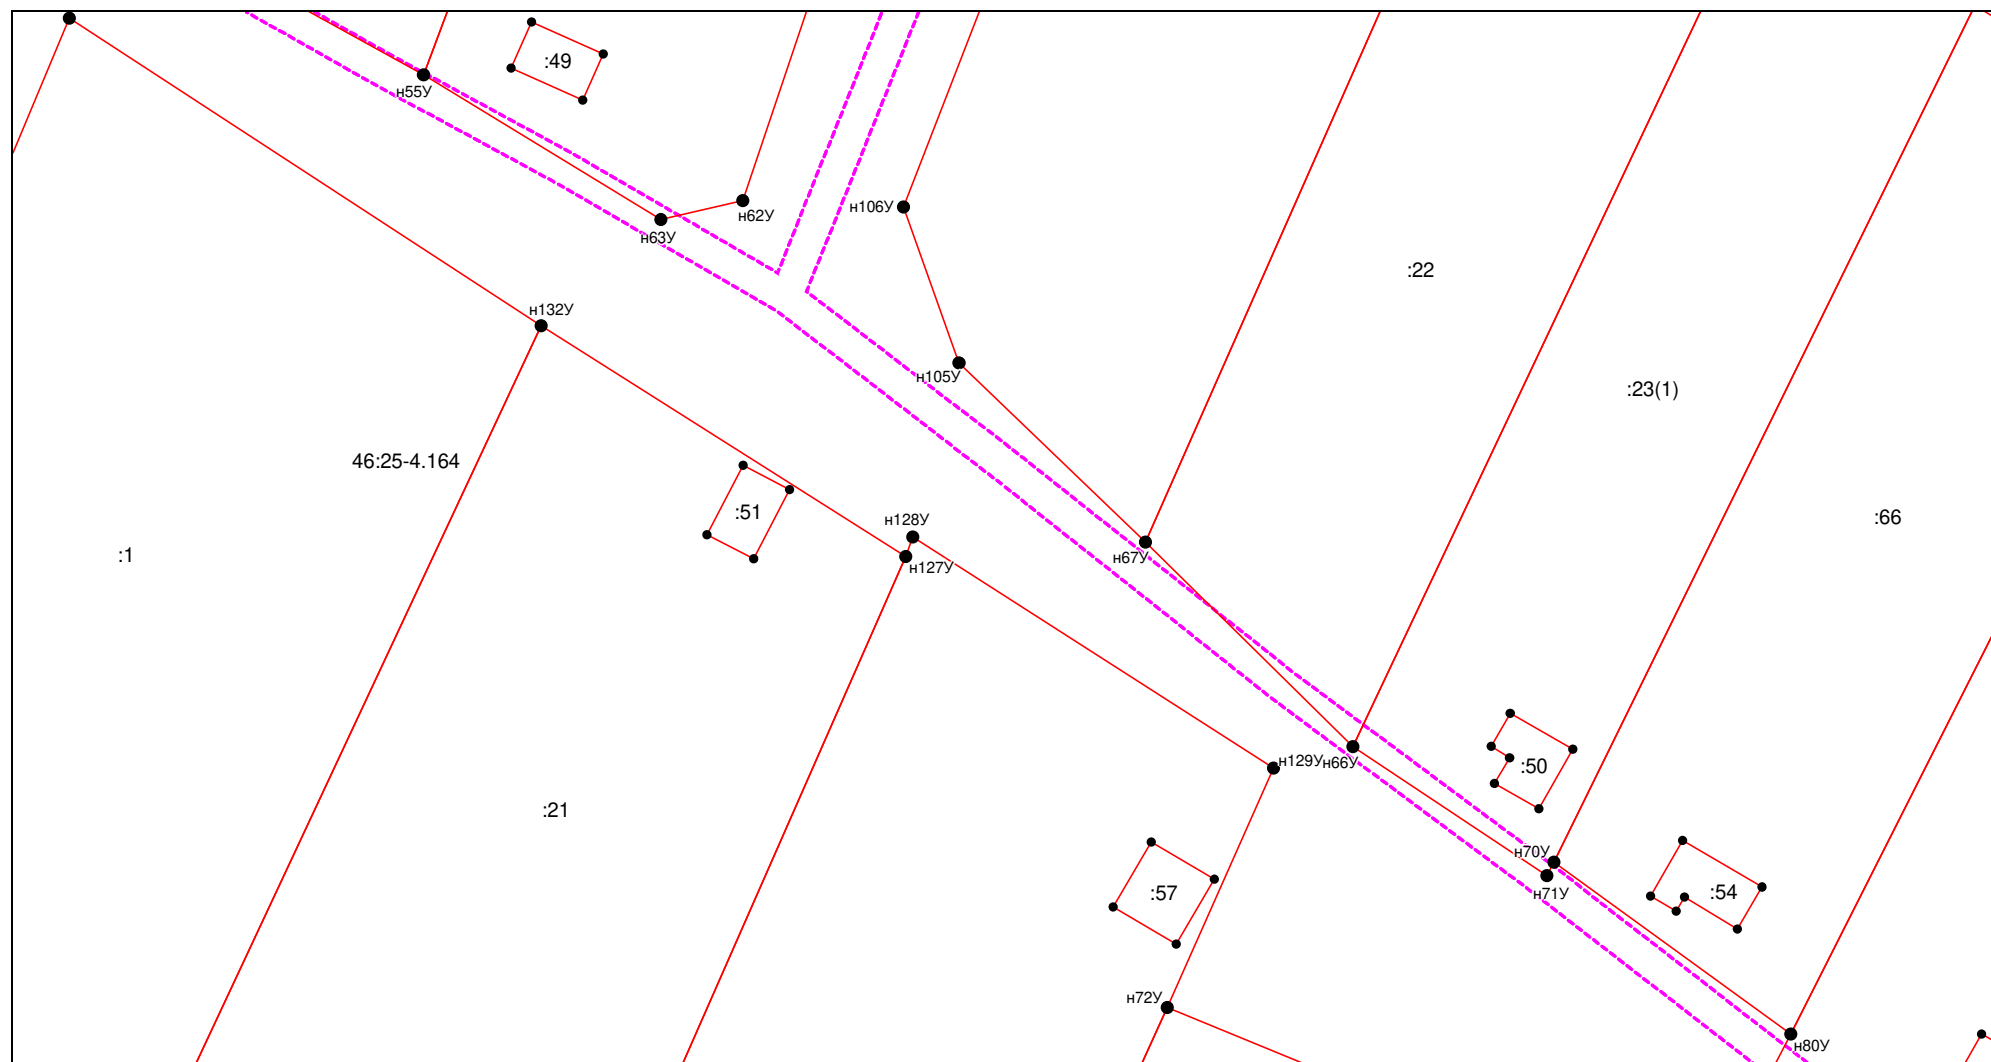 :49
н55У
н62У
н63У
н106У
:22
н132У
н105У
:23(1)
46:25-4.164
:51
:66
н128У
:1
н67У
н127У
н129У
н66У
:50
:21
н70У
н71У
:57
:54
н72У
н80У